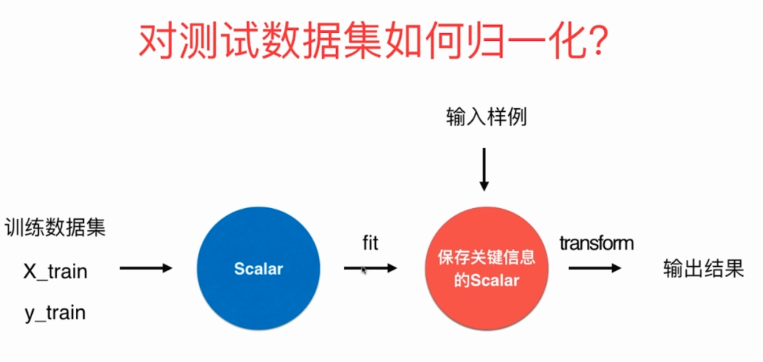 对测试数据集如何归一化?
输入样例
训练数据集
X_train
y_train
Scalar
fit
保存关键信息
的Scalar
transform
输出结果